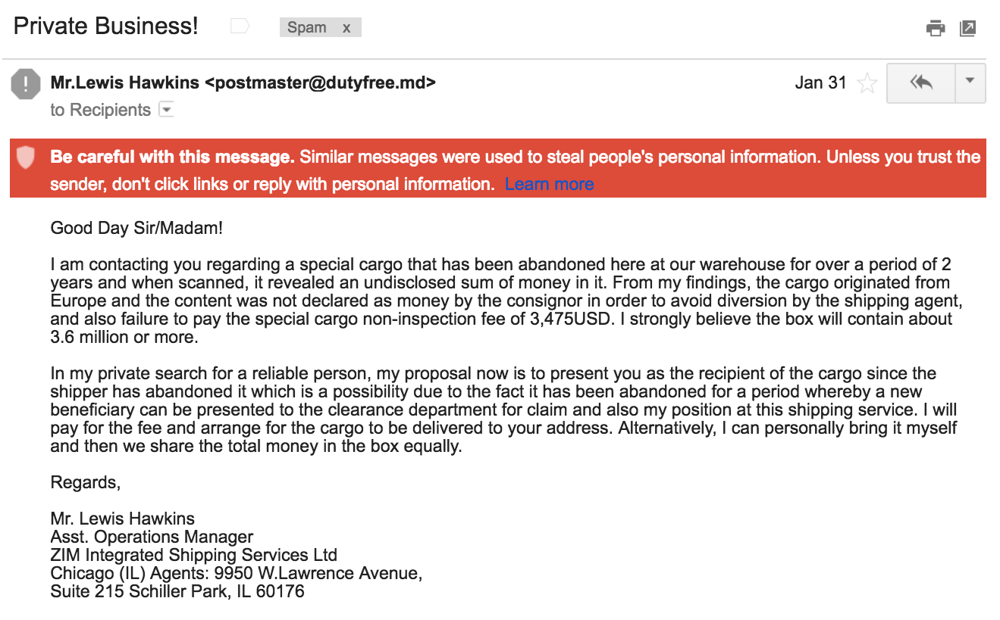 Private Business!
Spam x
Mr.Lewis Hawkins <postmaster@dutyfree.md>
Jan 31
to Recipients
Be careful with this message. Similar messages were used to steal people's personal information. Unless you trust the
sender, don't click links or reply with personal information. Learn more
Good Day Sir/Madam!
I am contacting you regarding a special cargo that has been abandoned here at our warehouse for over a period of 2
years and when scanned, it revealed an undisclosed sum of money in it. From my findings, the cargo originated from
Europe and the content was not declared as money by the consignor in order to avoid diversion by the shipping agent,
and also failure to pay the special cargo non-inspection fee of 3,475USD. I strongly believe the box will contain about
3.6 million or more.
In my private search for a reliable person, my proposal now is to present you as the recipient of the cargo since the
shipper has abandoned it which is a possibility due to the fact it has been abandoned for a period whereby a new
beneficiary can be presented to the clearance department for claim and also my position at this shipping service. I will
pay for the fee and arrange for the cargo to be delivered to your address. Alternatively, I can personally bring it myself
and then we share the total money in the box equally.
Regards,
Mr. Lewis Hawkins
Asst. Operations Manager
ZIM Integrated Shipping Services Ltd
Chicago (IL) Agents: 9950 W.Lawrence Avenue,
Suite 215 Schiller Park, IL 60176